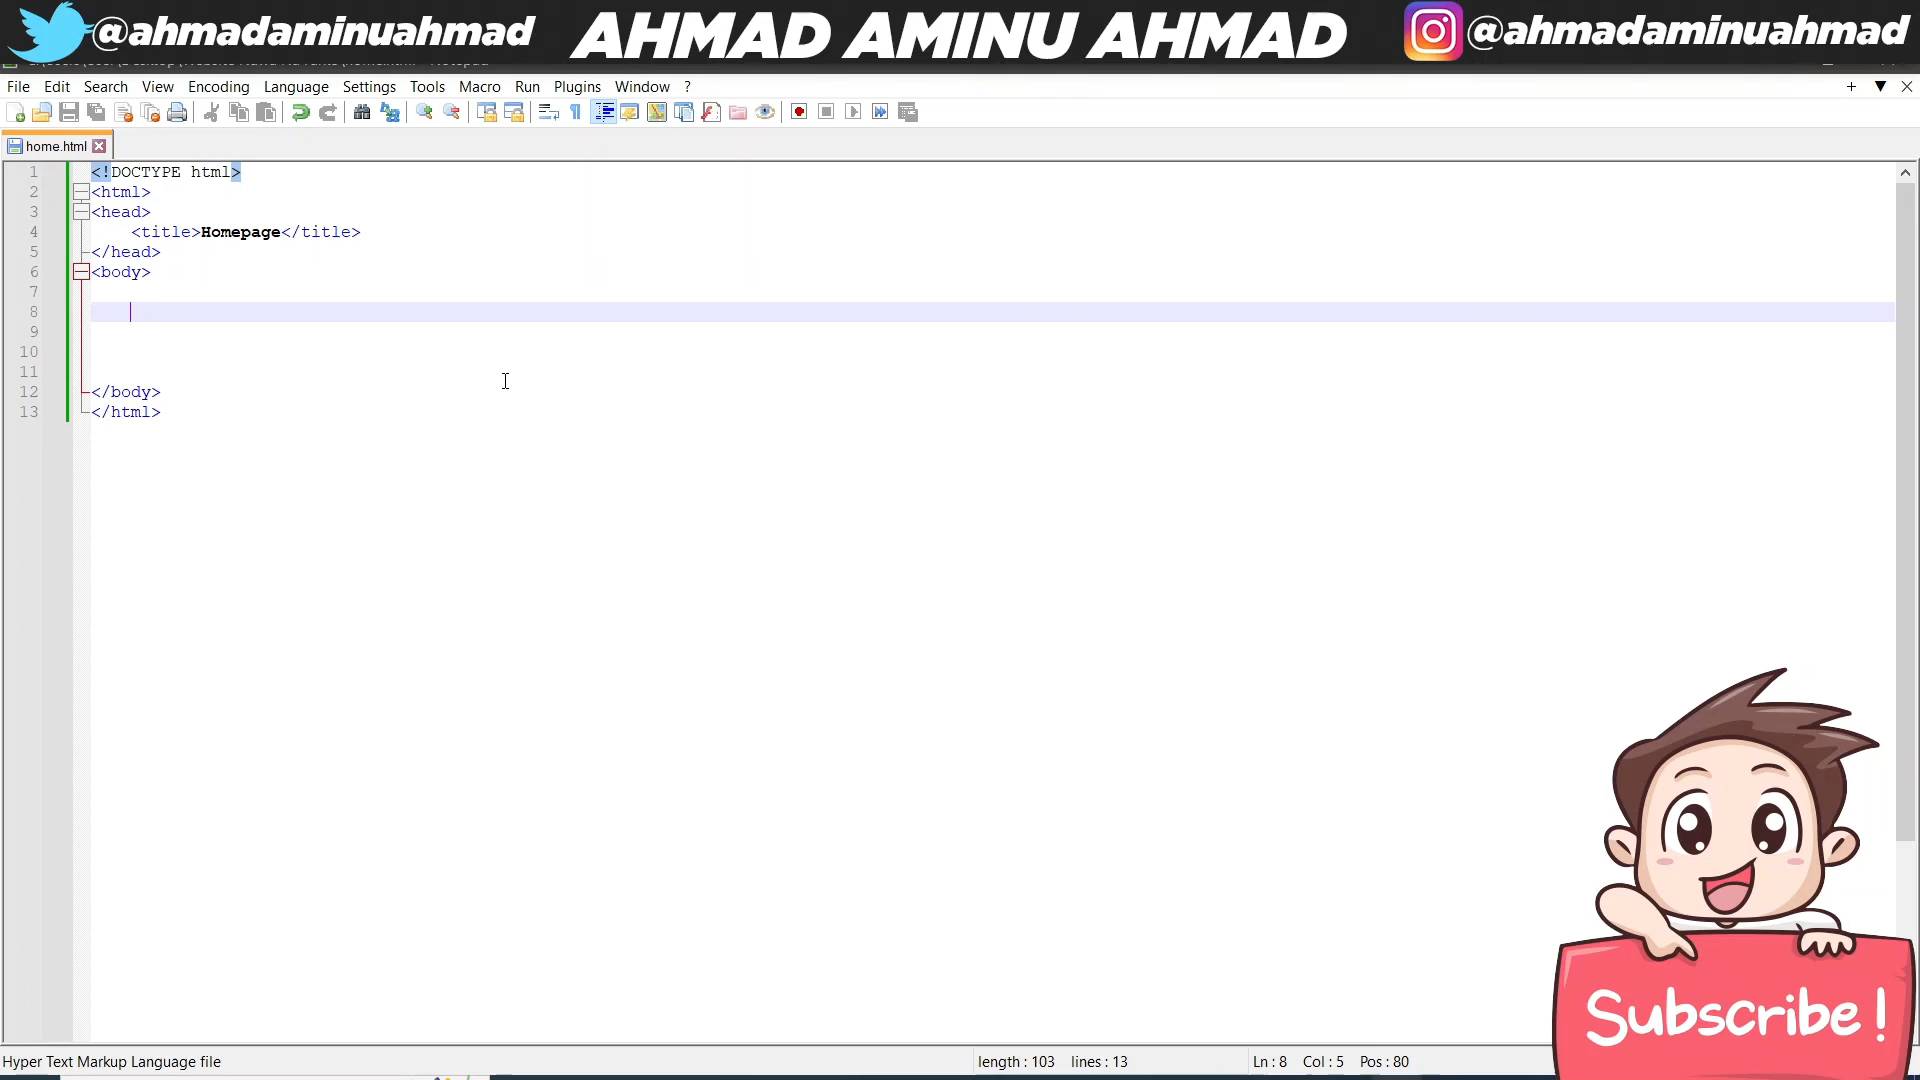 @ahmadaminuahmad
AHMAD AMINU AHMAD
@ahmadaminuahmad
File Edit Search View Encoding Language Settings Tools Macro Run Plugins Window ?
home.html
1 <!DOCTYPE html>
2 <html>
3 <head>
4 <title>Homepage</title>
5 </head>
6 <body>
7
8
9
10
11
12 </body>
13 </html>
Subscribe !
Hyper Text Markup Language file
length : 103 lines : 13
Ln : 8 Col : 5 Pos : 80